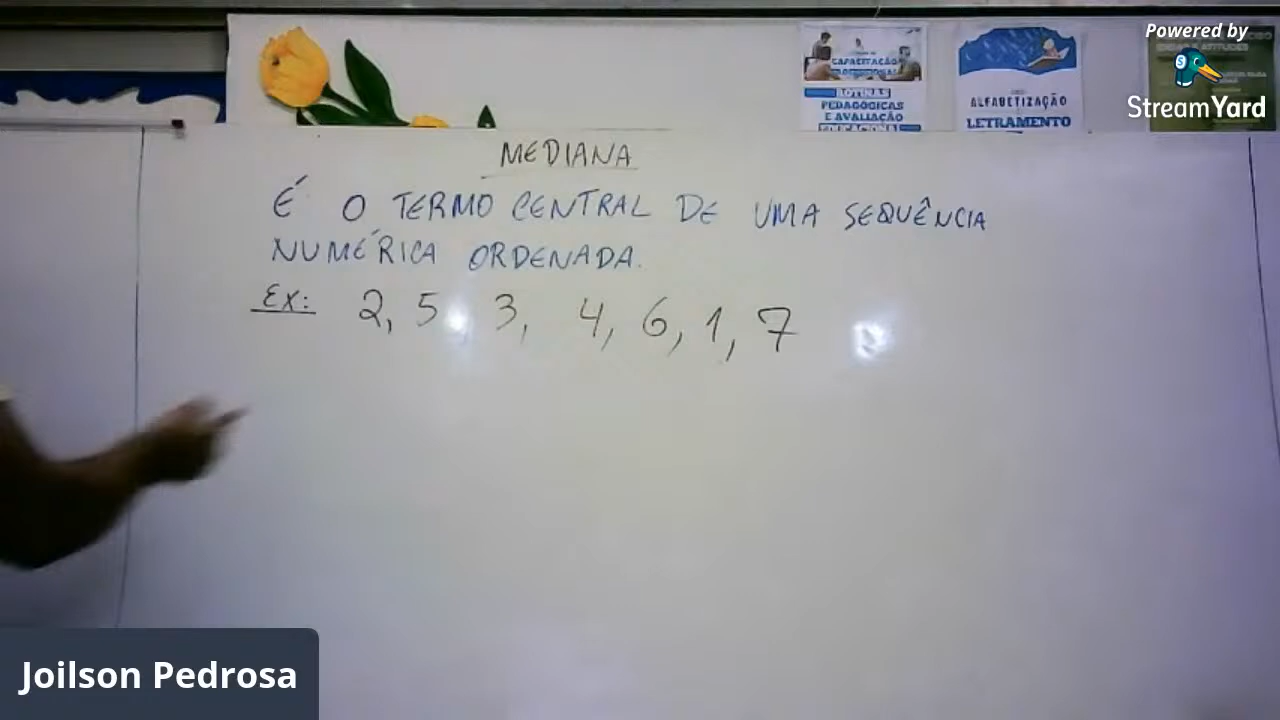 Powered by
StreamYard
CAPACITAÇÃO
ROTINAS
PEDAGÓGICAS
E AVALIAÇÃO
EDUCACIONAL
ALFABETIZAÇÃO
LETRAMENTO
MEDIANA
É O TERMO CENTRAL DE UMA SEQUÊNCIA
NUMÉRICA ORDENADA.
Ex: 2, 5 3, 4, 6, 1, 7
Joilson Pedrosa